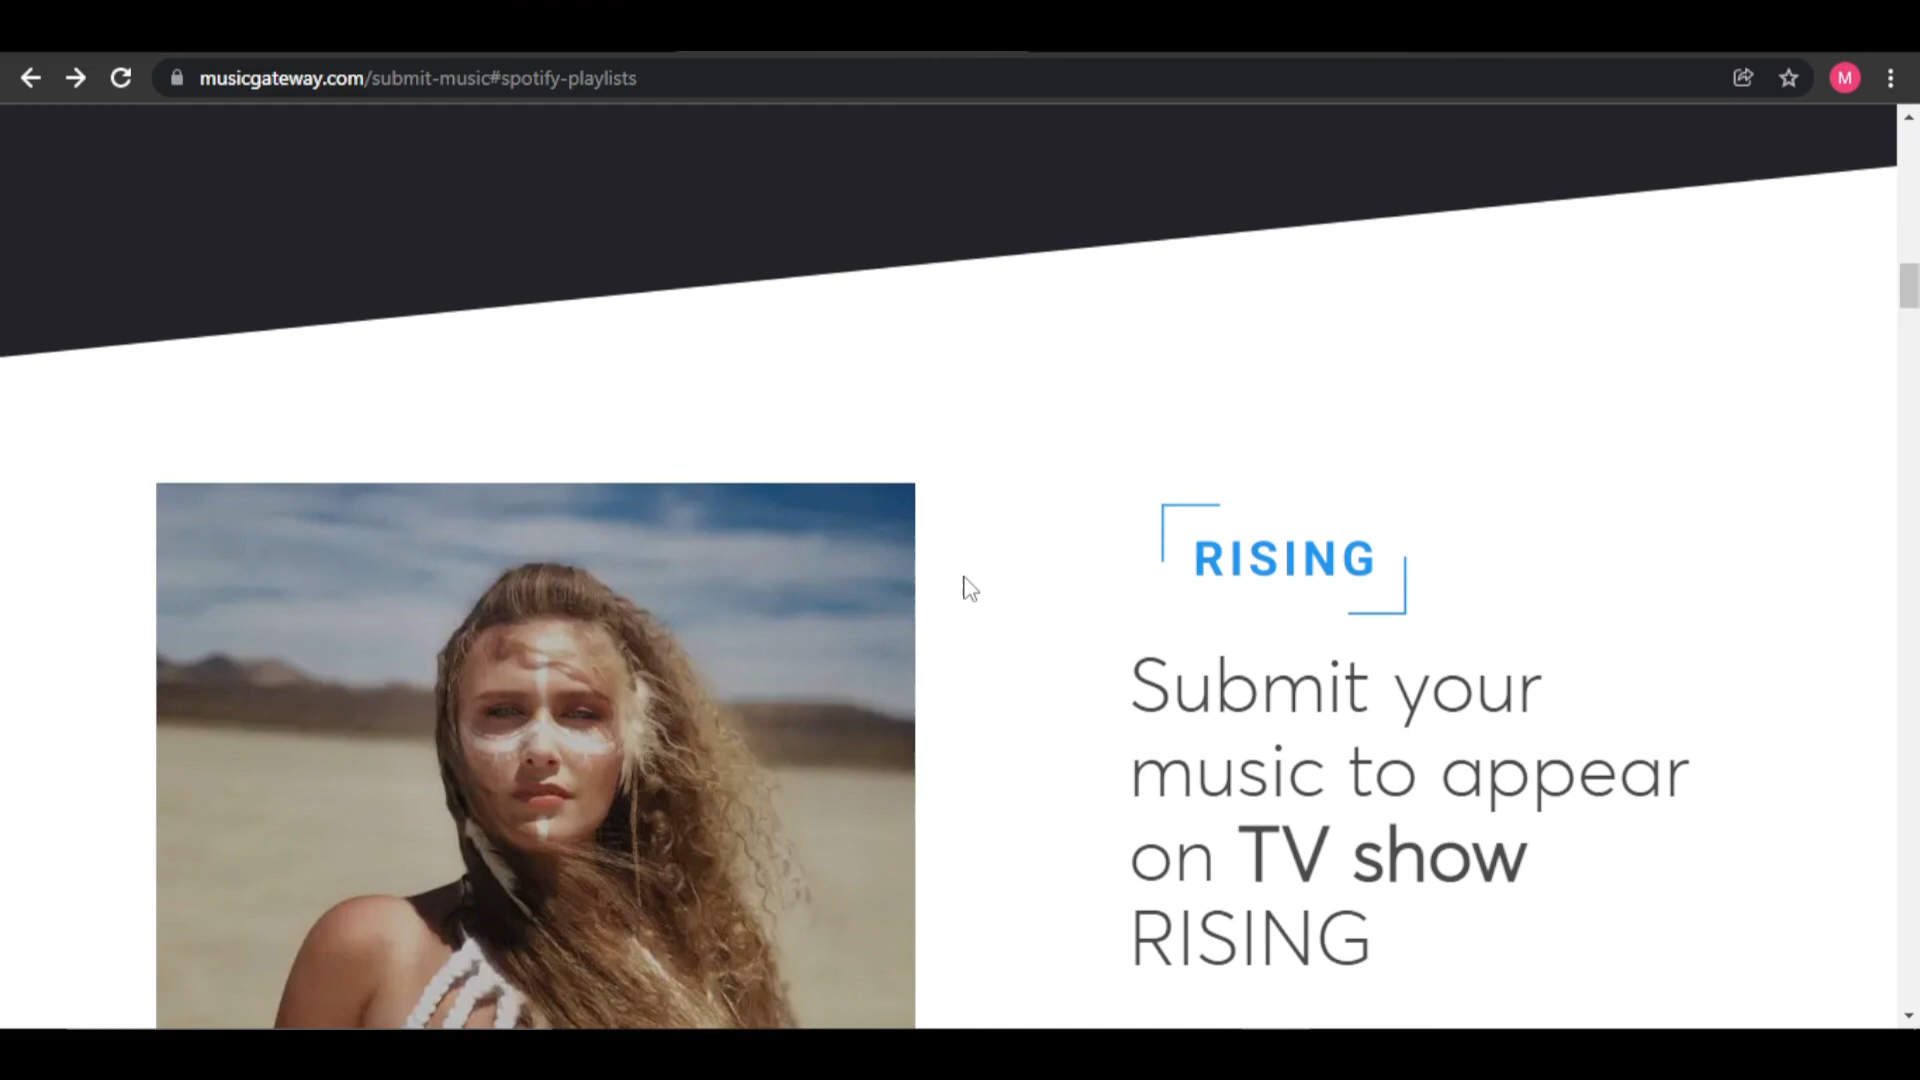 musicgateway.com/submit-music#spotify-playlists
M
RISING
Submit your
music to appear
on TV show
RISING